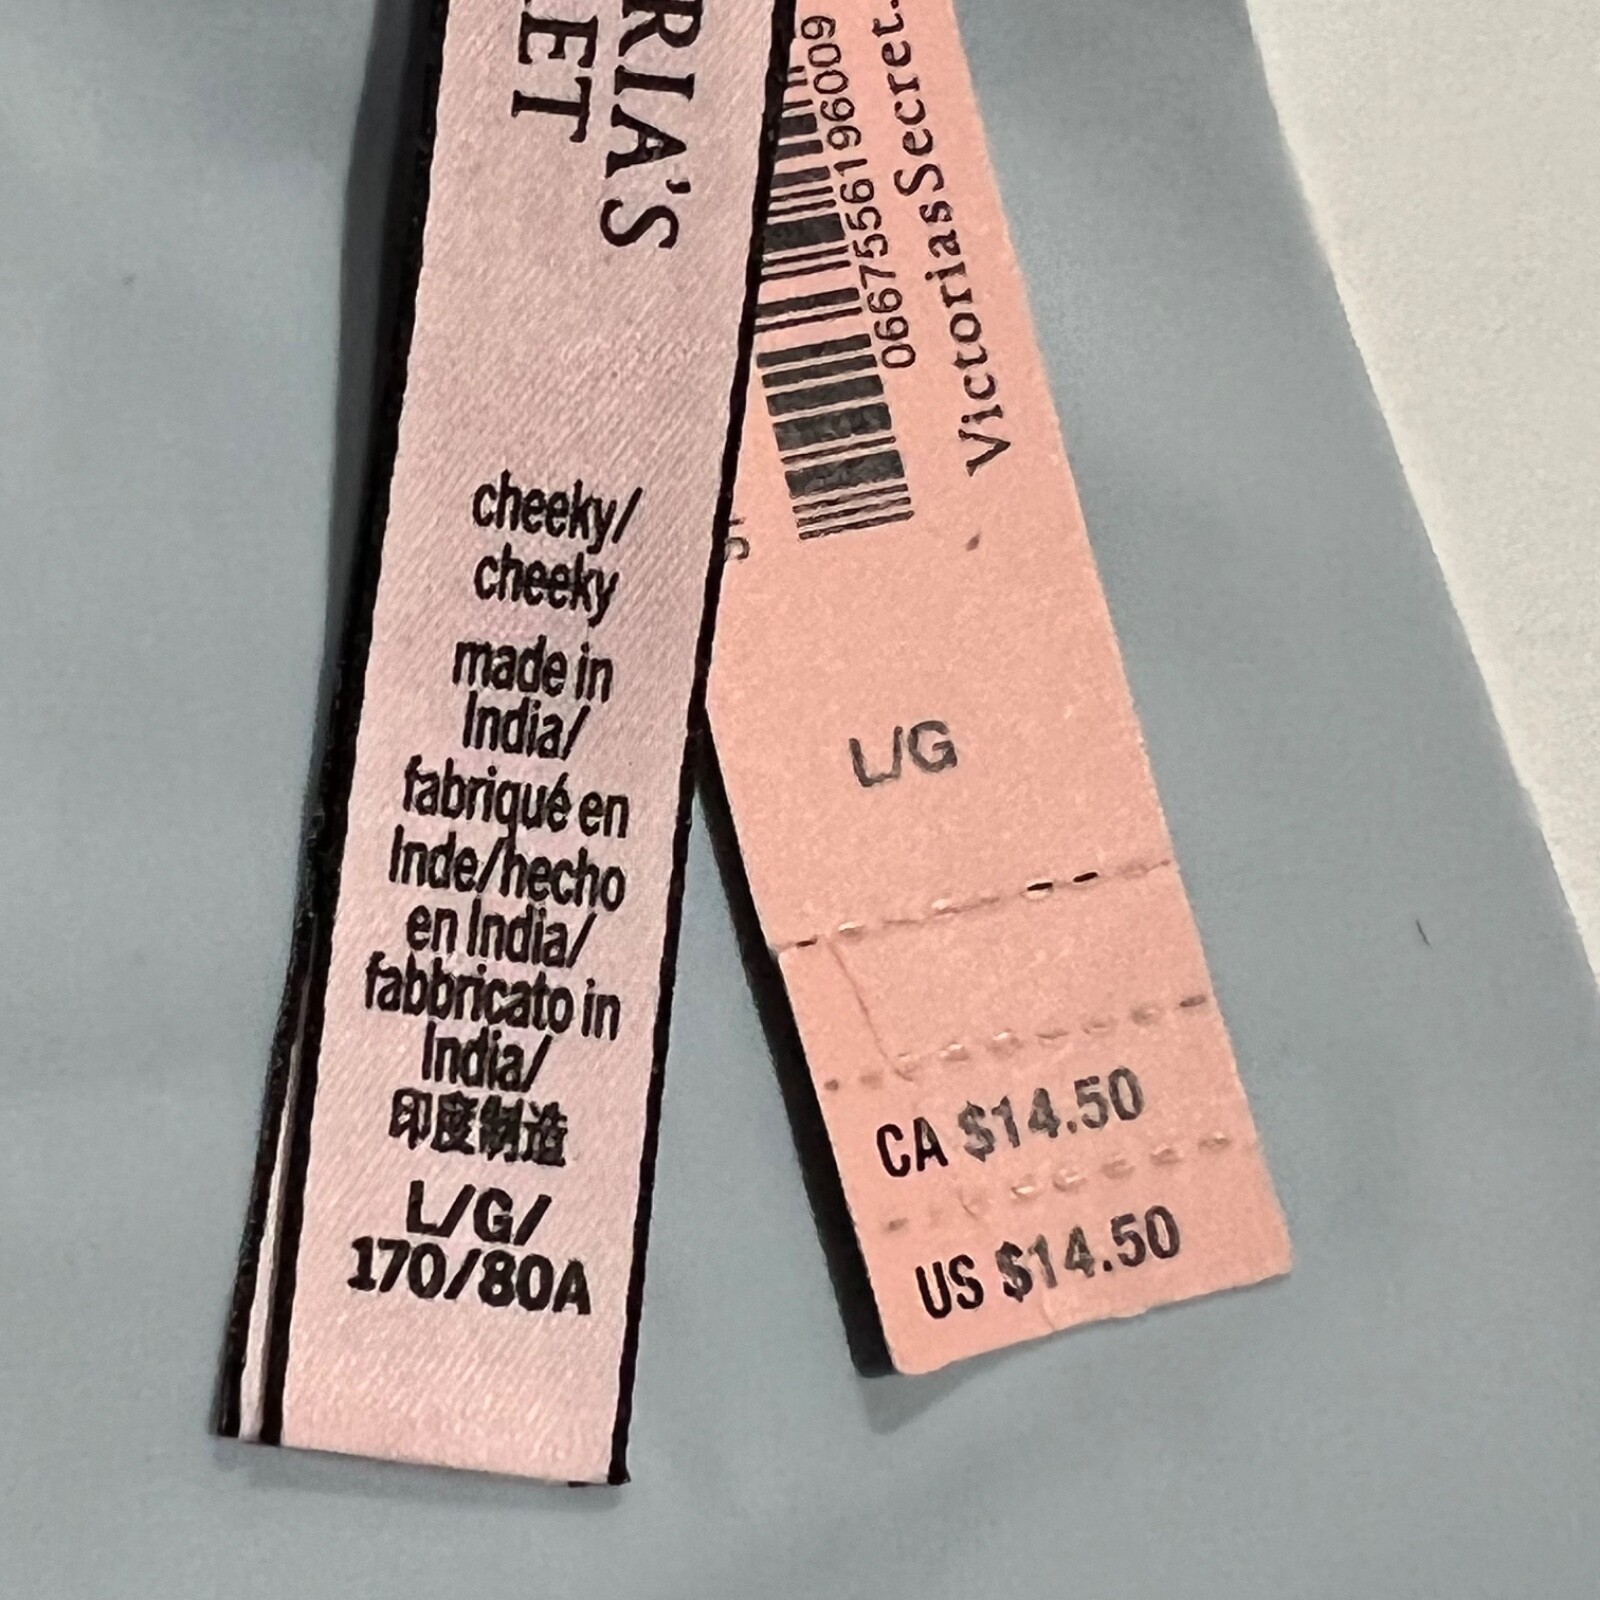 RIA'S
ET
cheeky/
cheeky
made in
India/
fabriqué en
Inde/hecho
en India/
fabbricato in
India/
印度制造
L/G/
170/80A
0667556196009
VictoriasSecret.
L/G
CA $14.50
US $14.50